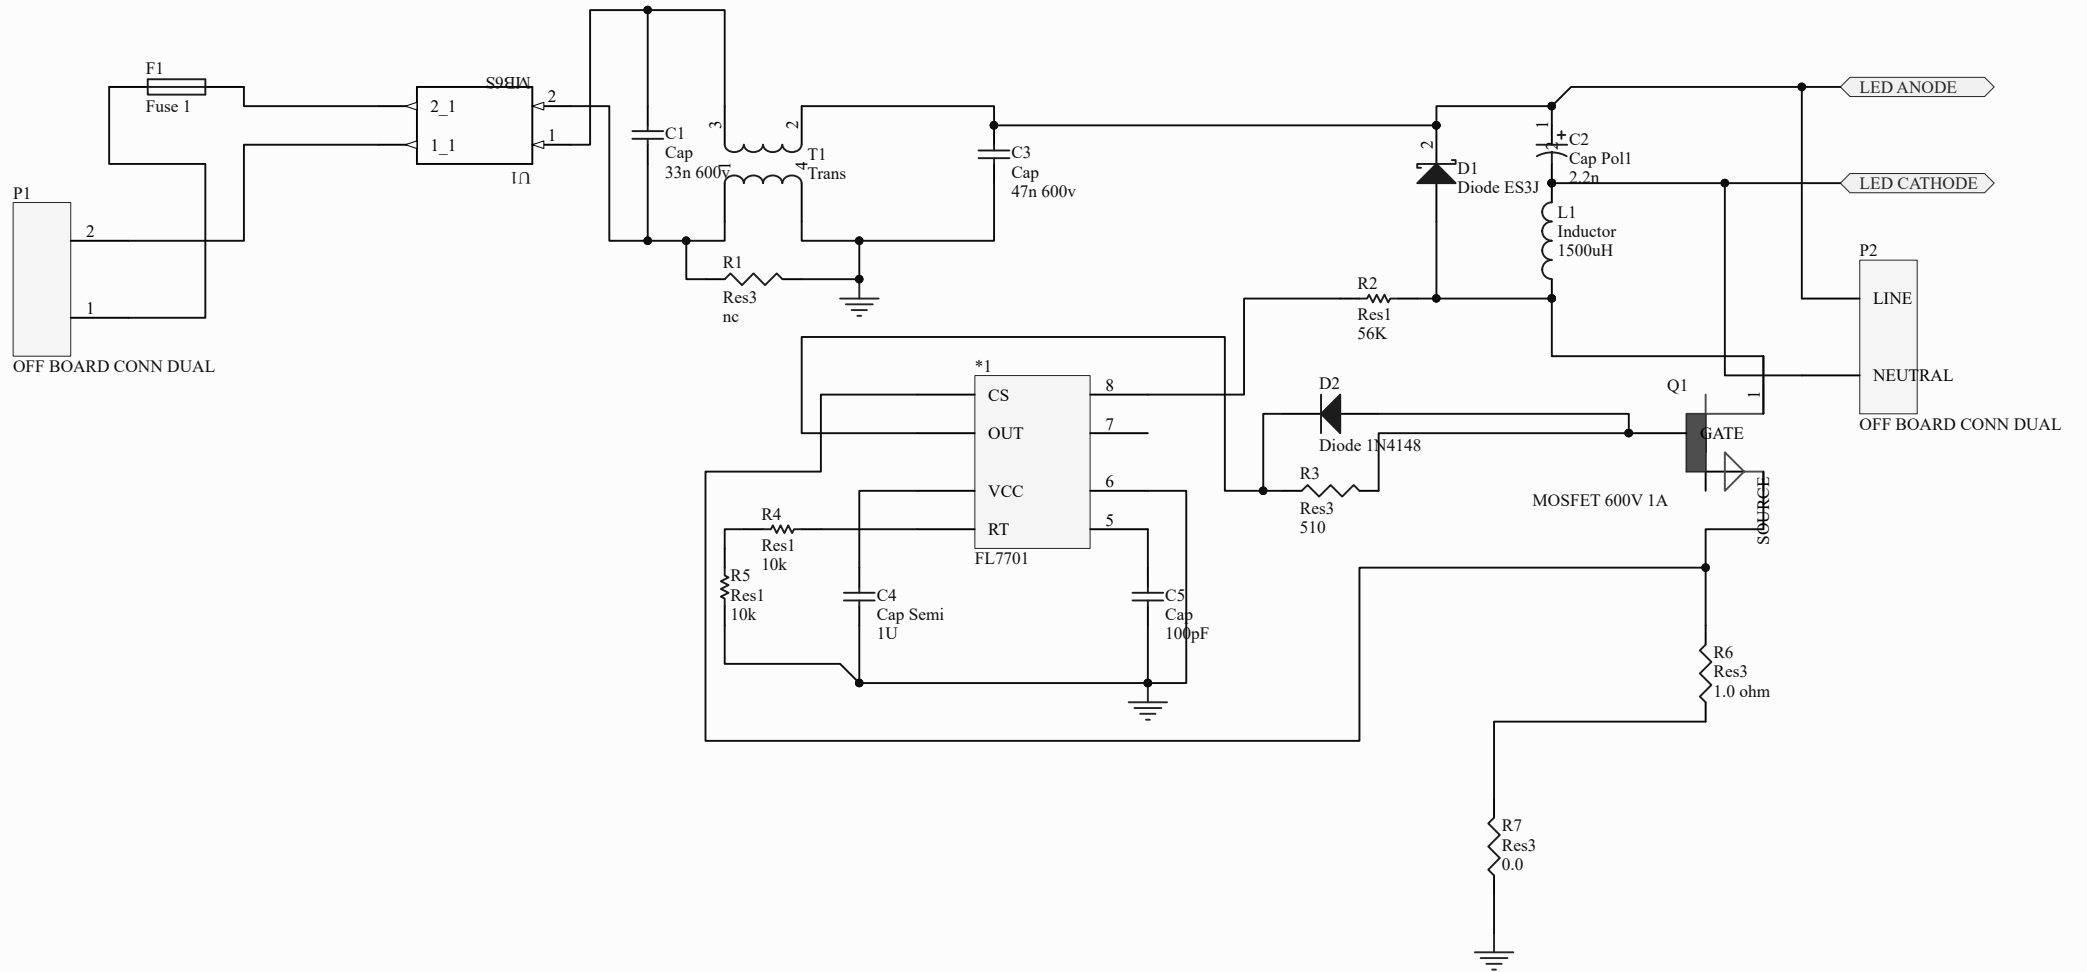 F1
Fuse 1
MB6S
2_1
1_1
2
1
U1
P1
2
1
OFF BOARD CONN DUAL
C1
Cap
33n 600v
3
2
1
4
T1
Trans
C3
Cap
47n 600v
R1
Res3
nc
2
D1
Diode ES3J
1
+
2
C2
Cap Pol1
2.2n
L1
Inductor
1500uH
LED ANODE
LED CATHODE
P2
LINE
NEUTRAL
OFF BOARD CONN DUAL
R2
Res1
56K
*1
CS
OUT
VCC
RT
8
7
6
5
FL7701
D2
Diode 1N4148
R3
Res3
510
Q1
1
GATE
MOSFET 600V 1A
SOURCE
R4
Res1
10k
R5
Res1
10k
C4
Cap Semi
1U
C5
Cap
100pF
R6
Res3
1.0 ohm
R7
Res3
0.0